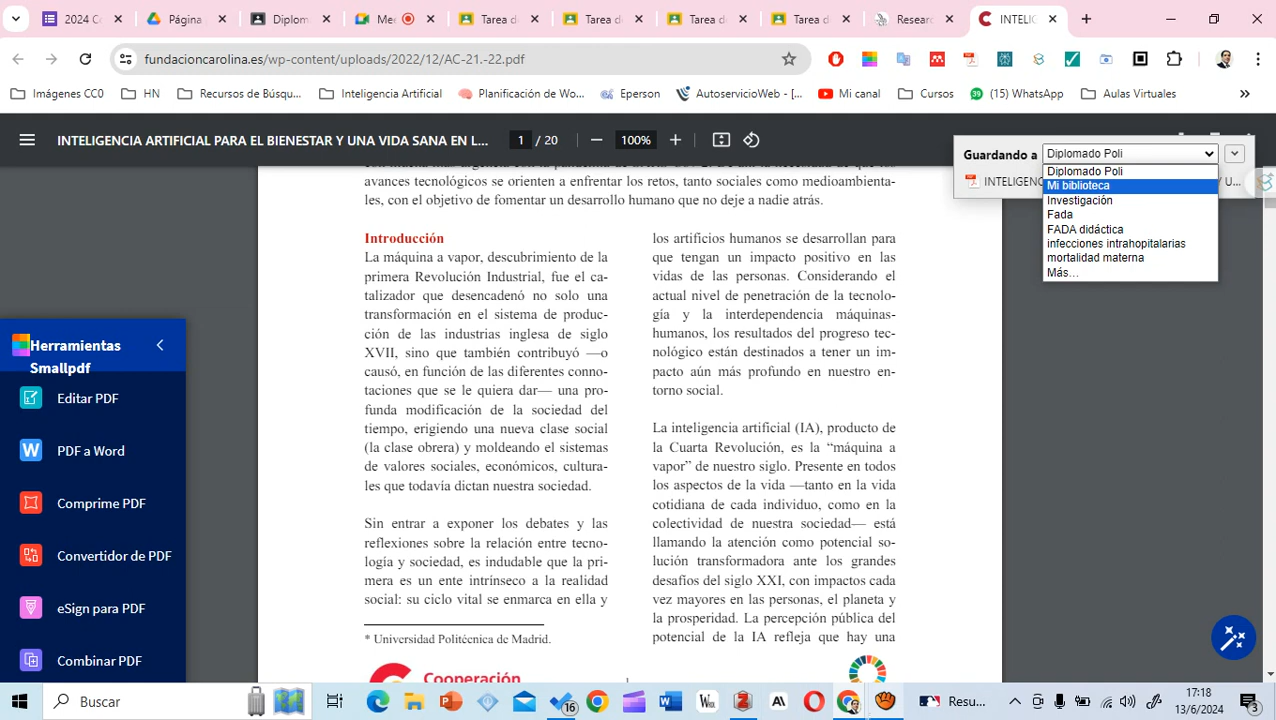 2024 C
Página
Diplom
Mee
Tarea d
Tarea d
Tarea d
Tarea d
Researc
INTELI
fundacioncarolina.es/wp-content/uploads/2022/12/AC-21.-22.pdf
Imágenes CC0
HN
Recursos de Búsqu...
Inteligencia Artificial
Planificación de Wo...
Eperson
AutoservicioWeb - [...
Mi canal
Cursos
(15) WhatsApp
Aulas Virtuales
INTELIGENCIA ARTIFICIAL PARA EL BIENESTAR Y UNA VIDA SANA EN L...
1 / 20
100%
Guardando a
Diplomado Poli
INTELIGENC
U...
Diplomado Poli
Mi biblioteca
Investigación
Fada
FADA didáctica
infecciones intrahopitalarias
mortalidad materna
Más...
avances tecnológicos se orienten a enfrentar los retos, tanto sociales como medioambienta-
les, con el objetivo de fomentar un desarrollo humano que no deje a nadie atrás.
Introducción
La máquina a vapor, descubrimiento de la
primera Revolución Industrial, fue el ca-
talizador que desencadenó no solo una
transformación en el sistema de produc-
ción de las industrias inglesa de siglo
XVII, sino que también contribuyó —o
causó, en función de las diferentes conno-
taciones que se le quiera dar— una pro-
funda modificación de la sociedad del
tiempo, erigiendo una nueva clase social
(la clase obrera) y moldeando el sistemas
de valores sociales, económicos, cultura-
les que todavía dictan nuestra sociedad.
Sin entrar a exponer los debates y las
reflexiones sobre la relación entre tecno-
logía y sociedad, es indudable que la pri-
mera es un ente intrínseco a la realidad
social: su ciclo vital se enmarca en ella y
* Universidad Politécnica de Madrid.
Cooperación
los artificios humanos se desarrollan para
que tengan un impacto positivo en las
vidas de las personas. Considerando el
actual nivel de penetración de la tecnolo-
gía y la interdependencia máquinas-
humanos, los resultados del progreso tec-
nológico están destinados a tener un im-
pacto aún más profundo en nuestro en-
torno social.
La inteligencia artificial (IA), producto de
la Cuarta Revolución, es la “máquina a
vapor” de nuestro siglo. Presente en todos
los aspectos de la vida —tanto en la vida
cotidiana de cada individuo, como en la
colectividad de nuestra sociedad— está
llamando la atención como potencial so-
lución transformadora ante los grandes
desafíos del siglo XXI, con impactos cada
vez mayores en las personas, el planeta y
la prosperidad. La percepción pública del
potencial de la IA refleja que hay una
Herramientas
Smallpdf
Editar PDF
PDF a Word
Comprime PDF
Convertidor de PDF
eSign para PDF
Combinar PDF
Buscar
16
Resu...
17:18
13/6/2024
3